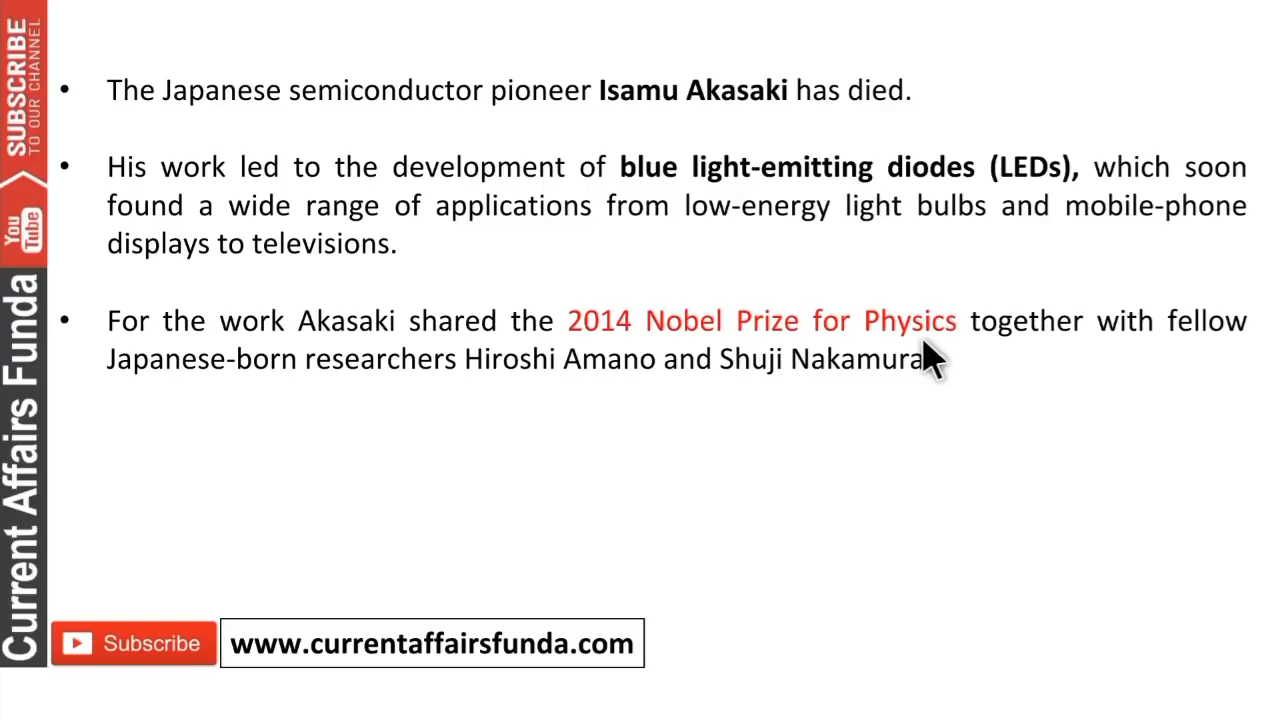 SUBSCRIBE
TO OUR CHANNEL
You
Tube
Current Affairs Funda
• The Japanese semiconductor pioneer Isamu Akasaki has died.
• His work led to the development of blue light-emitting diodes (LEDs), which soon
found a wide range of applications from low-energy light bulbs and mobile-phone
displays to televisions.
• For the work Akasaki shared the 2014 Nobel Prize for Physics together with fellow
Japanese-born researchers Hiroshi Amano and Shuji Nakamura
Subscribe
www.currentaffairsfunda.com